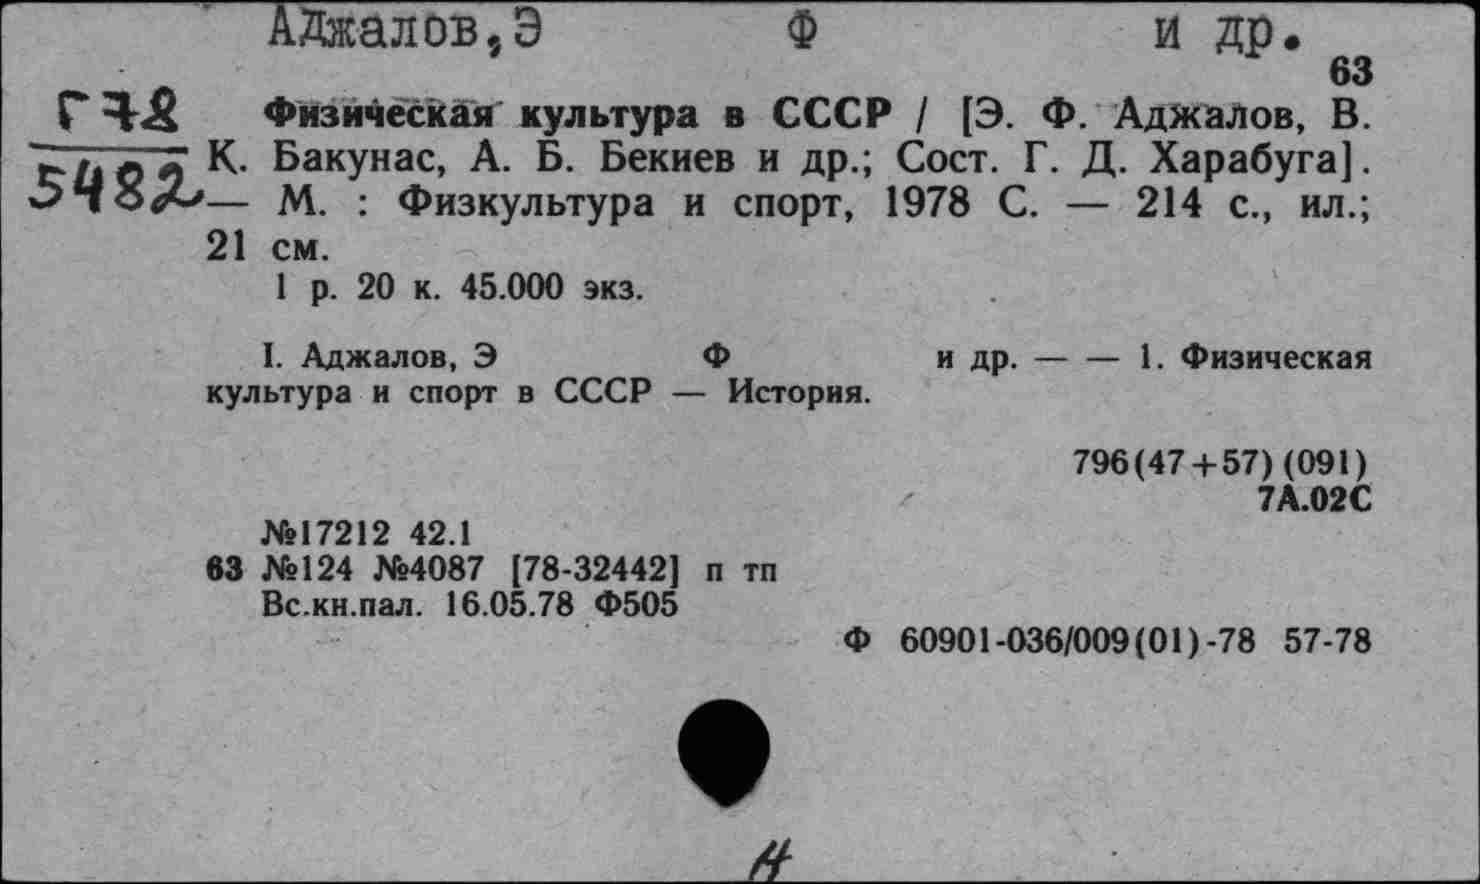 Аджалов, Э Ф и др.
63
Г78
5482
Физическая культура в СССР / [Э. Ф. Аджалов, В.
К. Бакунас, А. Б. Бекиев и др.; Сост. Г. Д. Харабуга].
— М. : Физкультура и спорт, 1978 С. — 214 с., ил.;
21 см.
1 р. 20 к. 45.000 экз.
I. Аджалов, Э Ф и др. — — 1. Физическая
культура и спорт в СССР — История.
796(47+57)(091)
7А.02С
№17212 42.1
63 №124 №4087 [78-32442] п тп
Вс.кн.пал. 16.05.78 Ф505
Ф 60901-036/009(01)-78 57-78